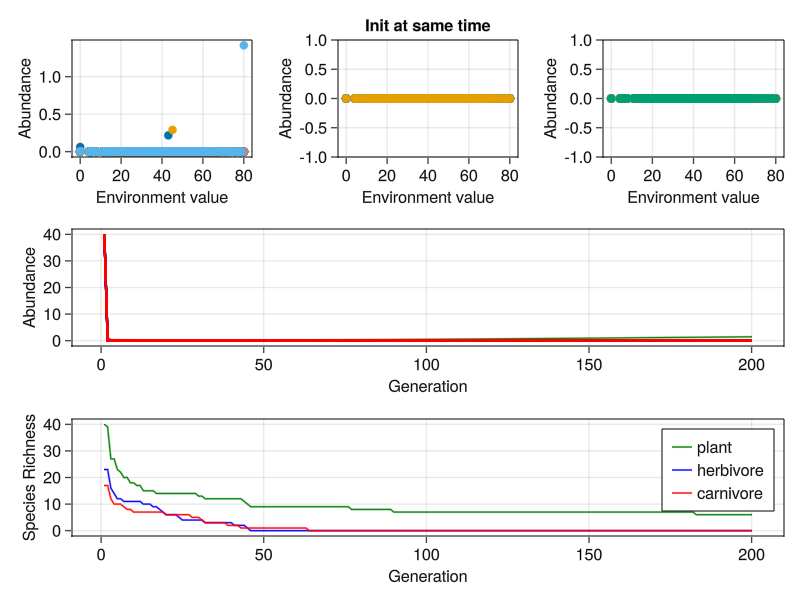 Init at same time
Abundance
1.0
0.5
0.0
0 20 40 60 80
Environment value
Abundance
1.0
0.5
0.0
-0.5
-1.0
0 20 40 60 80
Environment value
Abundance
1.0
0.5
0.0
-0.5
-1.0
0 20 40 60 80
Environment value
Abundance
40
30
20
10
0
0 50 100 150 200
Generation
Species Richness
40
30
20
10
0
plant
herbivore
carnivore
0 50 100 150 200
Generation